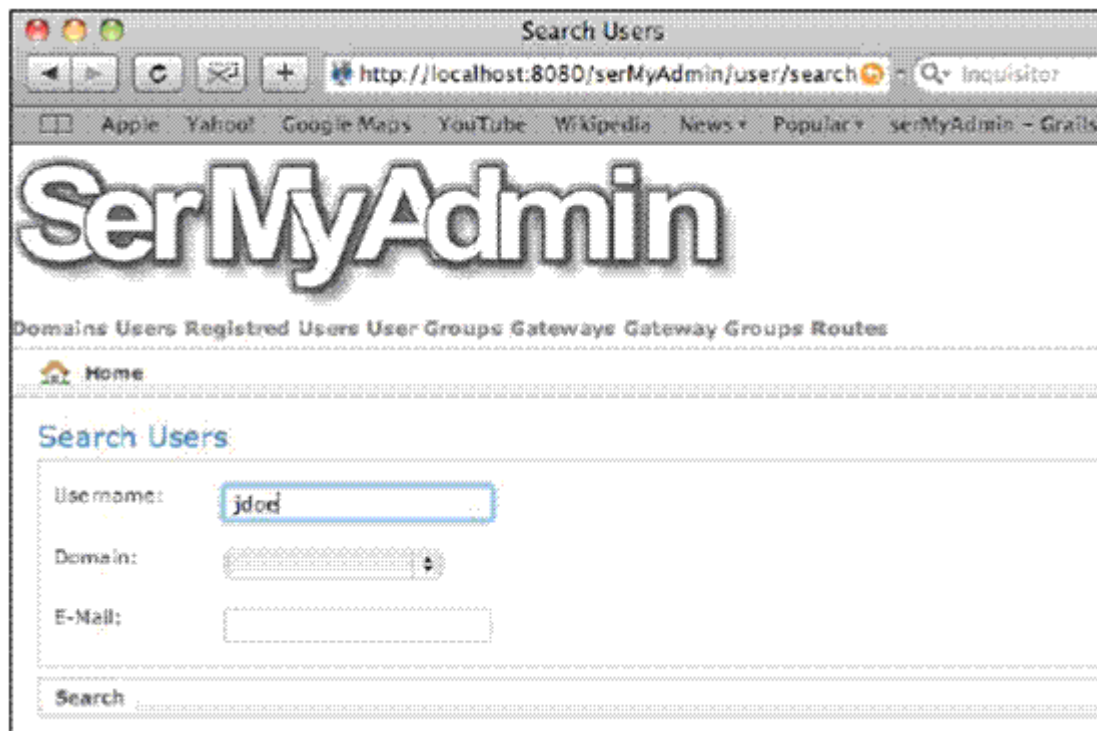 Search Users
http://localhost:8080/serMyAdmin/user/search Inquisitor
Apple Yahoo! Google Maps YouTube Wikipedia News Popular serMyAdmin - Grails
SerMyAdmin
Domains Users Registred Users User Groups Gateways Gateway Groups Routes
Home
Search Users
Username: jdoe
Domain:
E-Mail:
Search